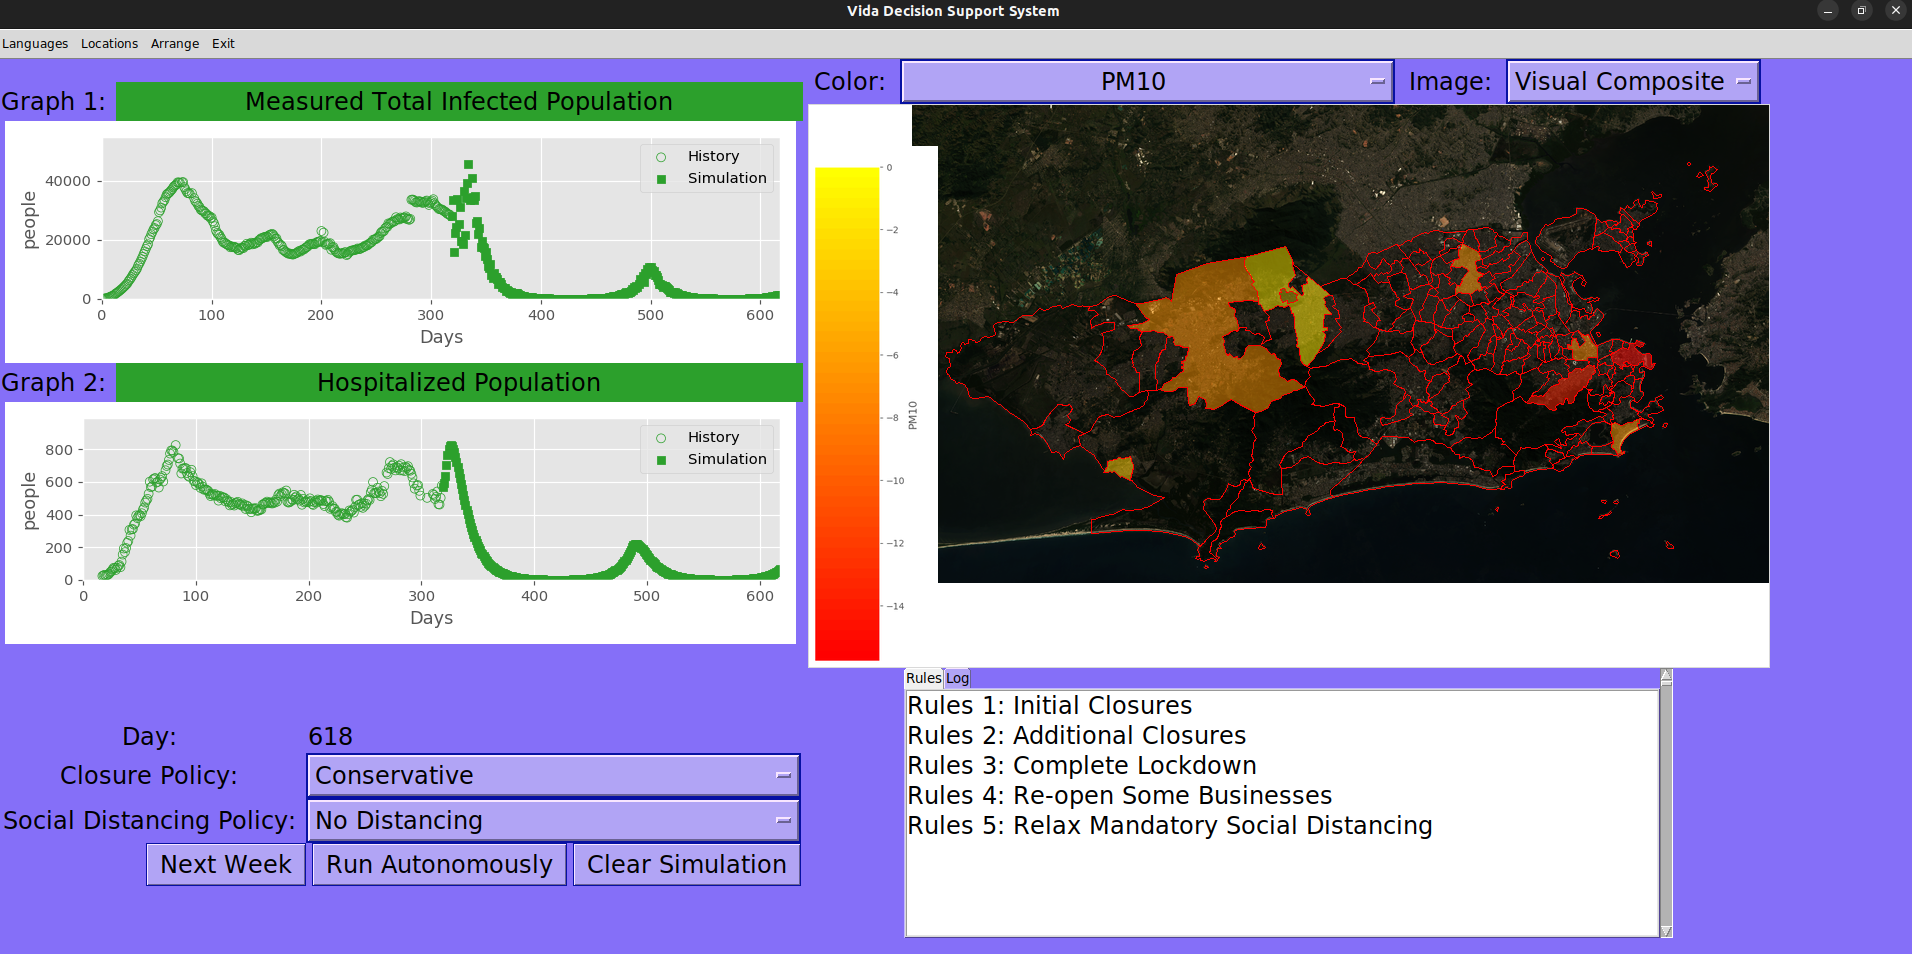 Vida Decision Support System
Languages Locations Arrange Exit
Graph 1: Measured Total Infected Population
History
Simulation
people
40000
20000
0
0 100 200 300 400 500 600
Days
Graph 2: Hospitalized Population
History
Simulation
people
800
600
400
200
0
0 100 200 300 400 500 600
Days
Color: PM10 Image: Visual Composite
0
−2
−4
−6
−8
−10
−12
−14
PM10
Day: 618
Closure Policy: Conservative
Social Distancing Policy: No Distancing
Next Week Run Autonomously Clear Simulation
Rules Log
Rules 1: Initial Closures
Rules 2: Additional Closures
Rules 3: Complete Lockdown
Rules 4: Re-open Some Businesses
Rules 5: Relax Mandatory Social Distancing